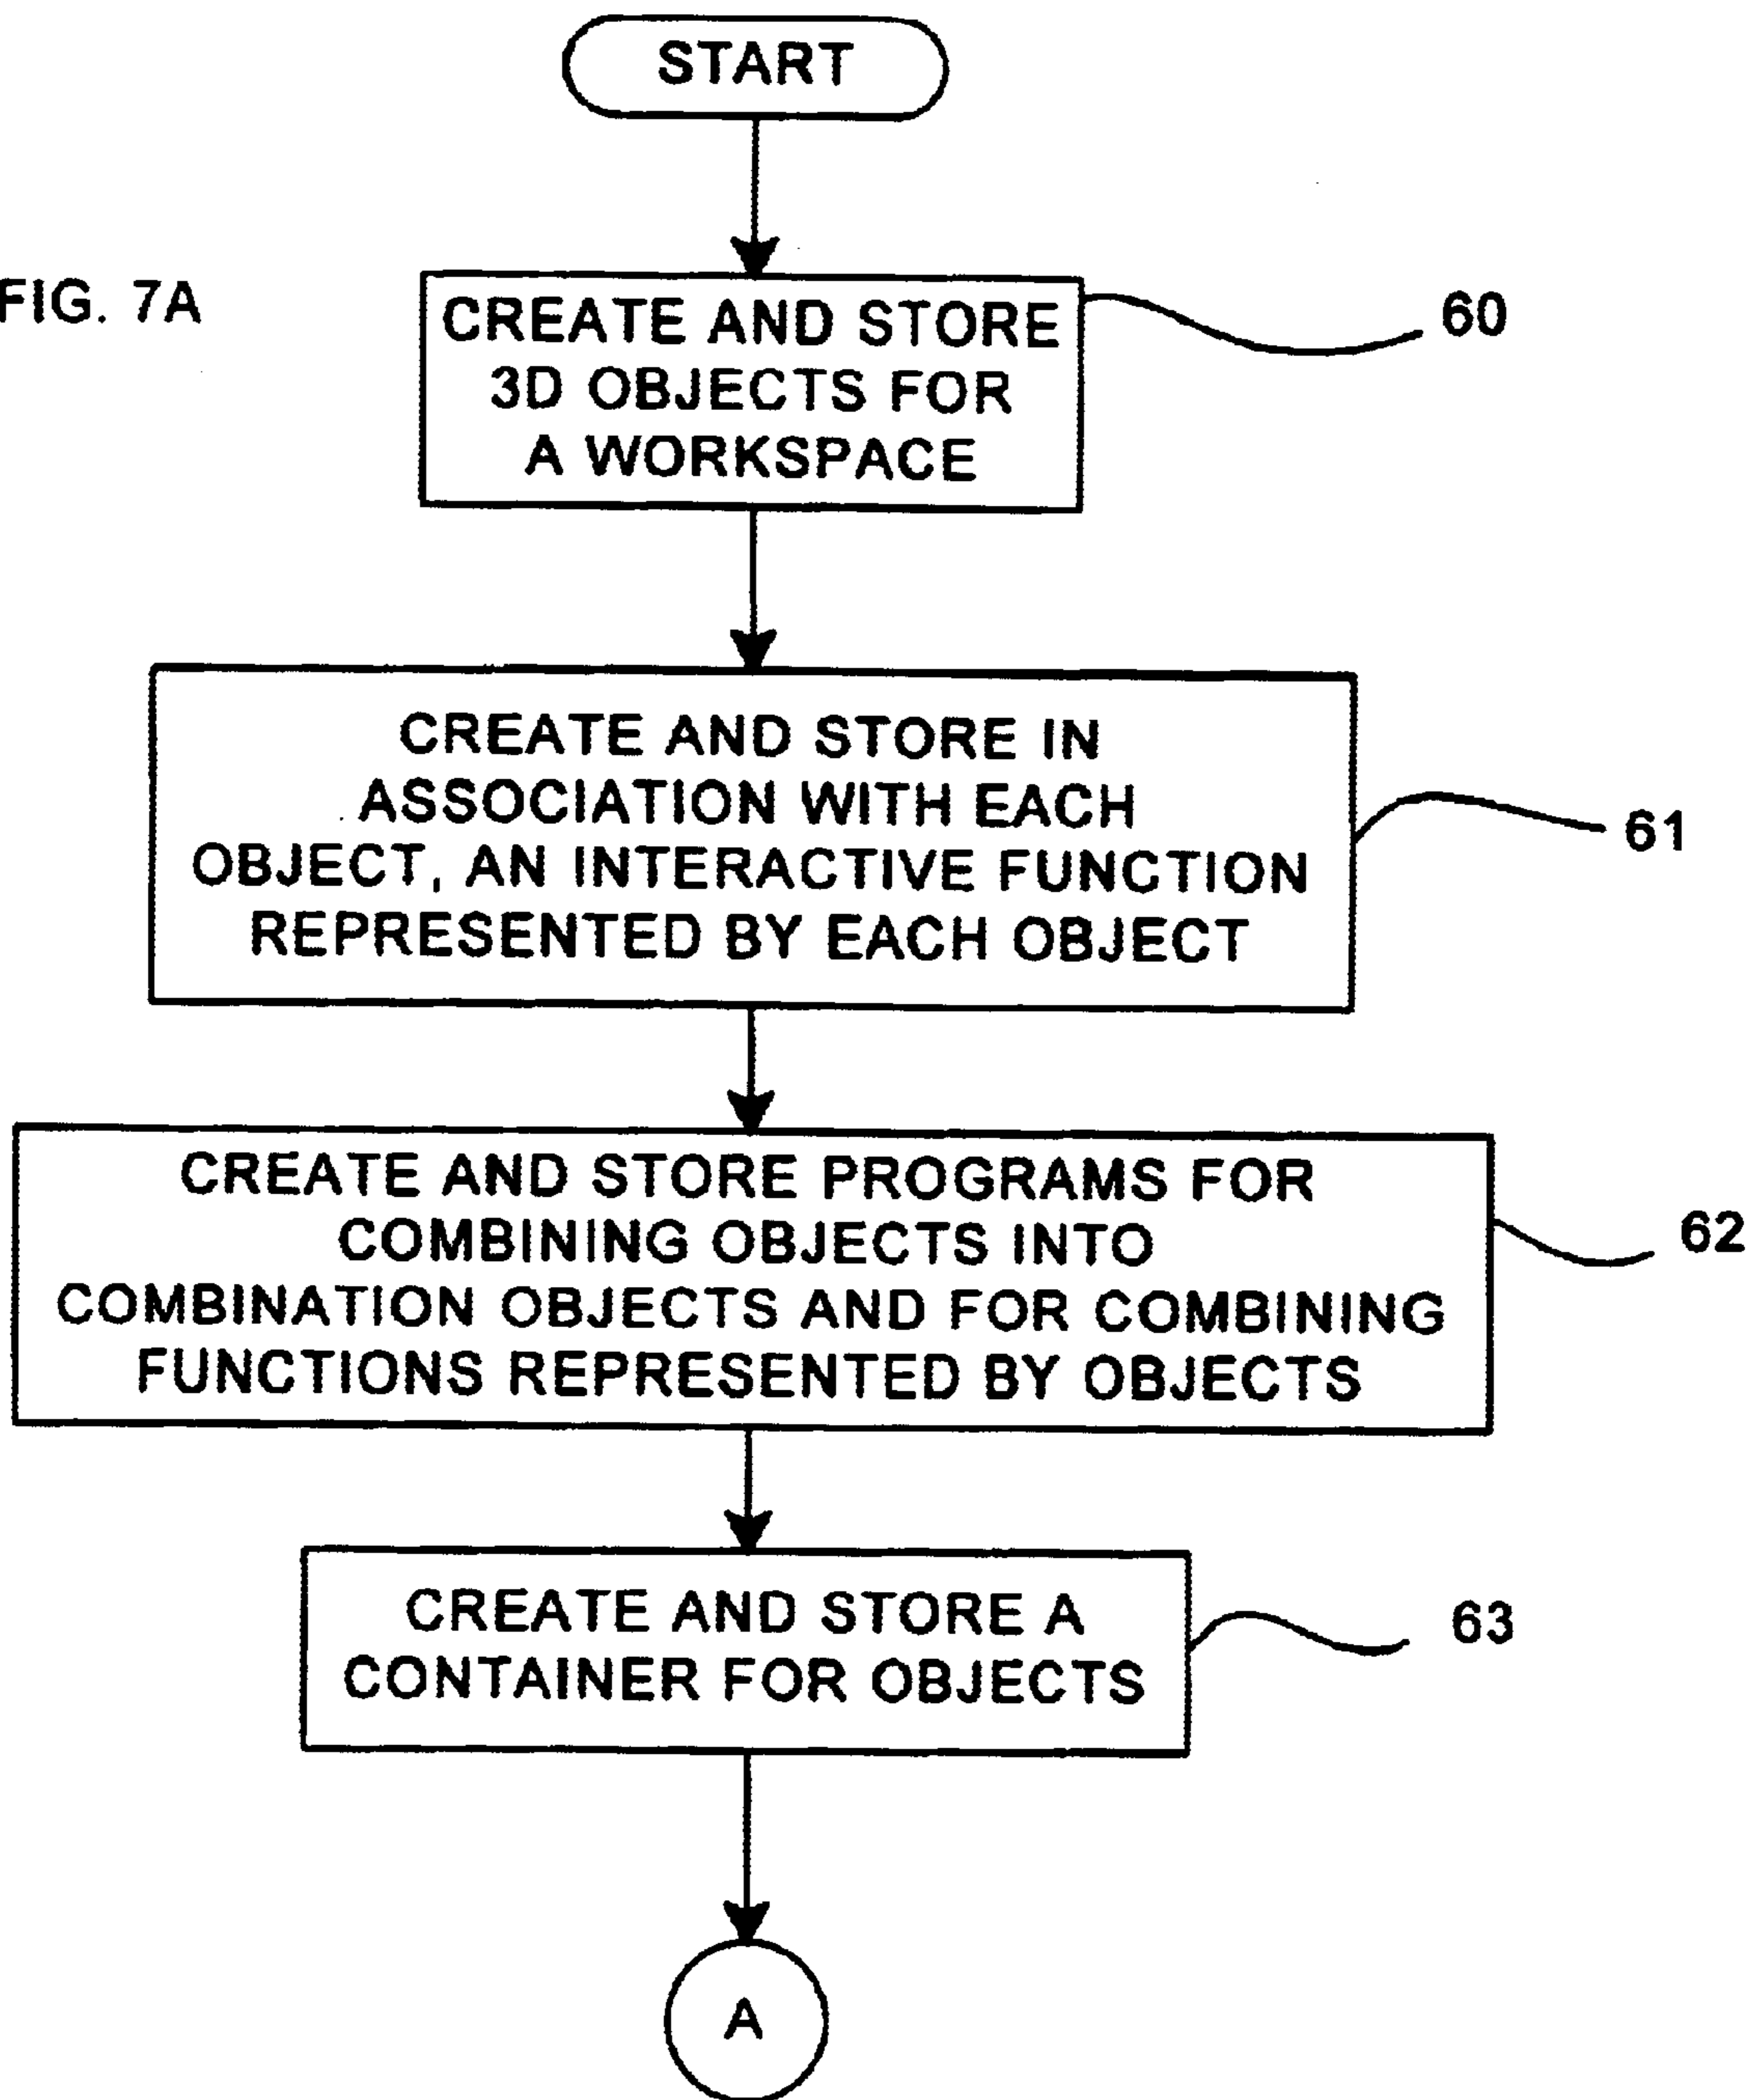 START
FIG. 7A
CREATE AND STORE
3D OBJECTS FOR
A WORKSPACE
60
CREATE AND STORE IN
ASSOCIATION WITH EACH
OBJECT, AN INTERACTIVE FUNCTION
REPRESENTED BY EACH OBJECT
61
CREATE AND STORE PROGRAMS FOR
COMBINING OBJECTS INTO
COMBINATION OBJECTS AND FOR COMBINING
FUNCTIONS REPRESENTED BY OBJECTS
62
CREATE AND STORE A
CONTAINER FOR OBJECTS
63
A